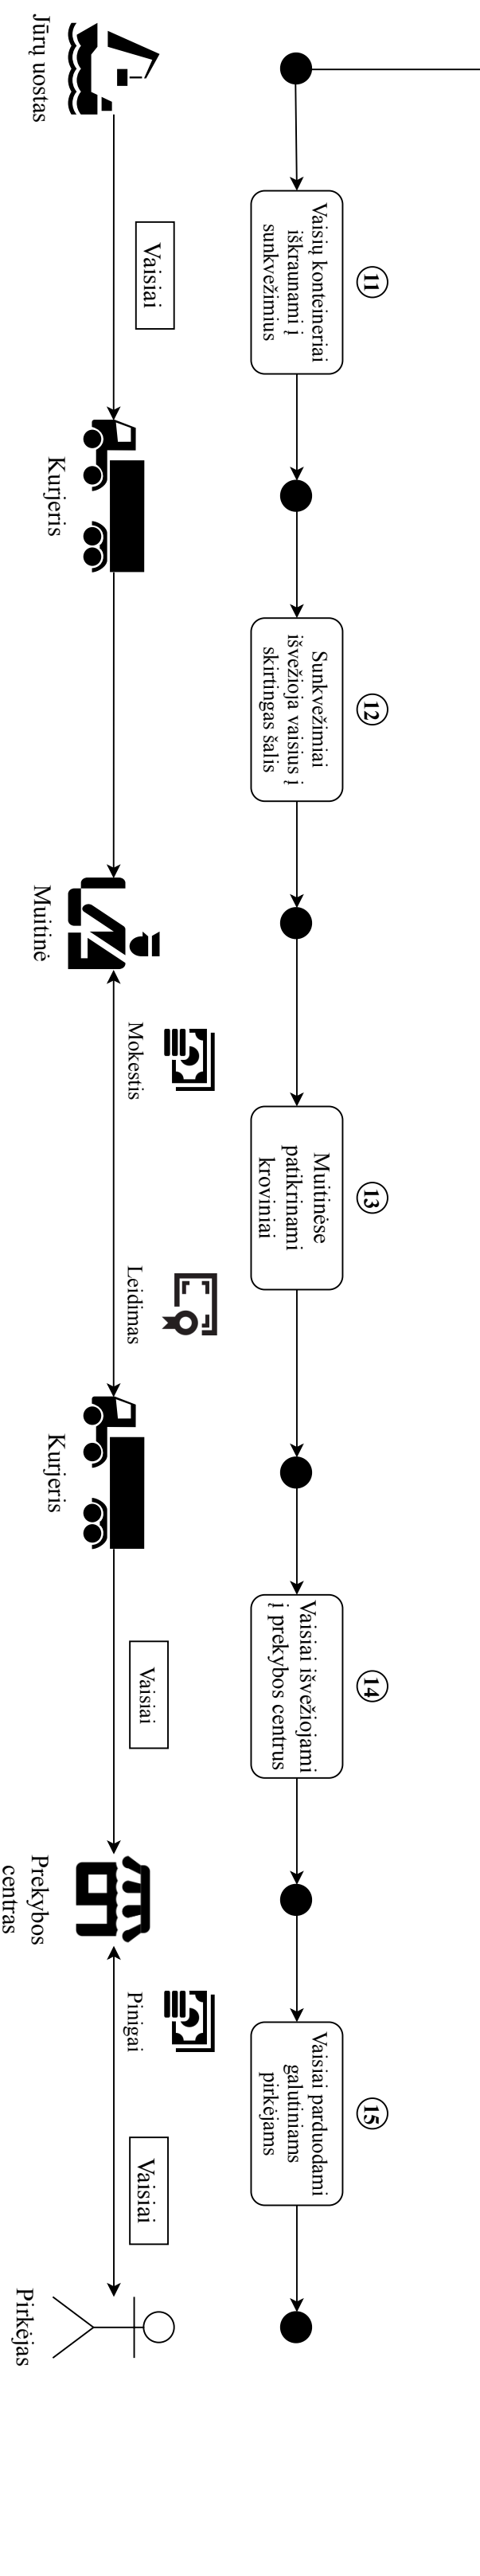 11
Vaisių konteineriai
iškraunami į
sunkvežimius
12
Sunkvežimiai
išvežioja vaisius į
skirtingas šalis
13
Muitinėse
patikrinami
kroviniai
14
Vaisiai išvežiojami
į prekybos centrus
15
Vaisiai parduodami
galutiniams
pirkėjams
Jūrų uostas
Vaisiai
Kurjeris
Muitinė
Mokestis
Leidimas
Kurjeris
Vaisiai
Prekybos
centras
Pinigai
Vaisiai
Pirkėjas